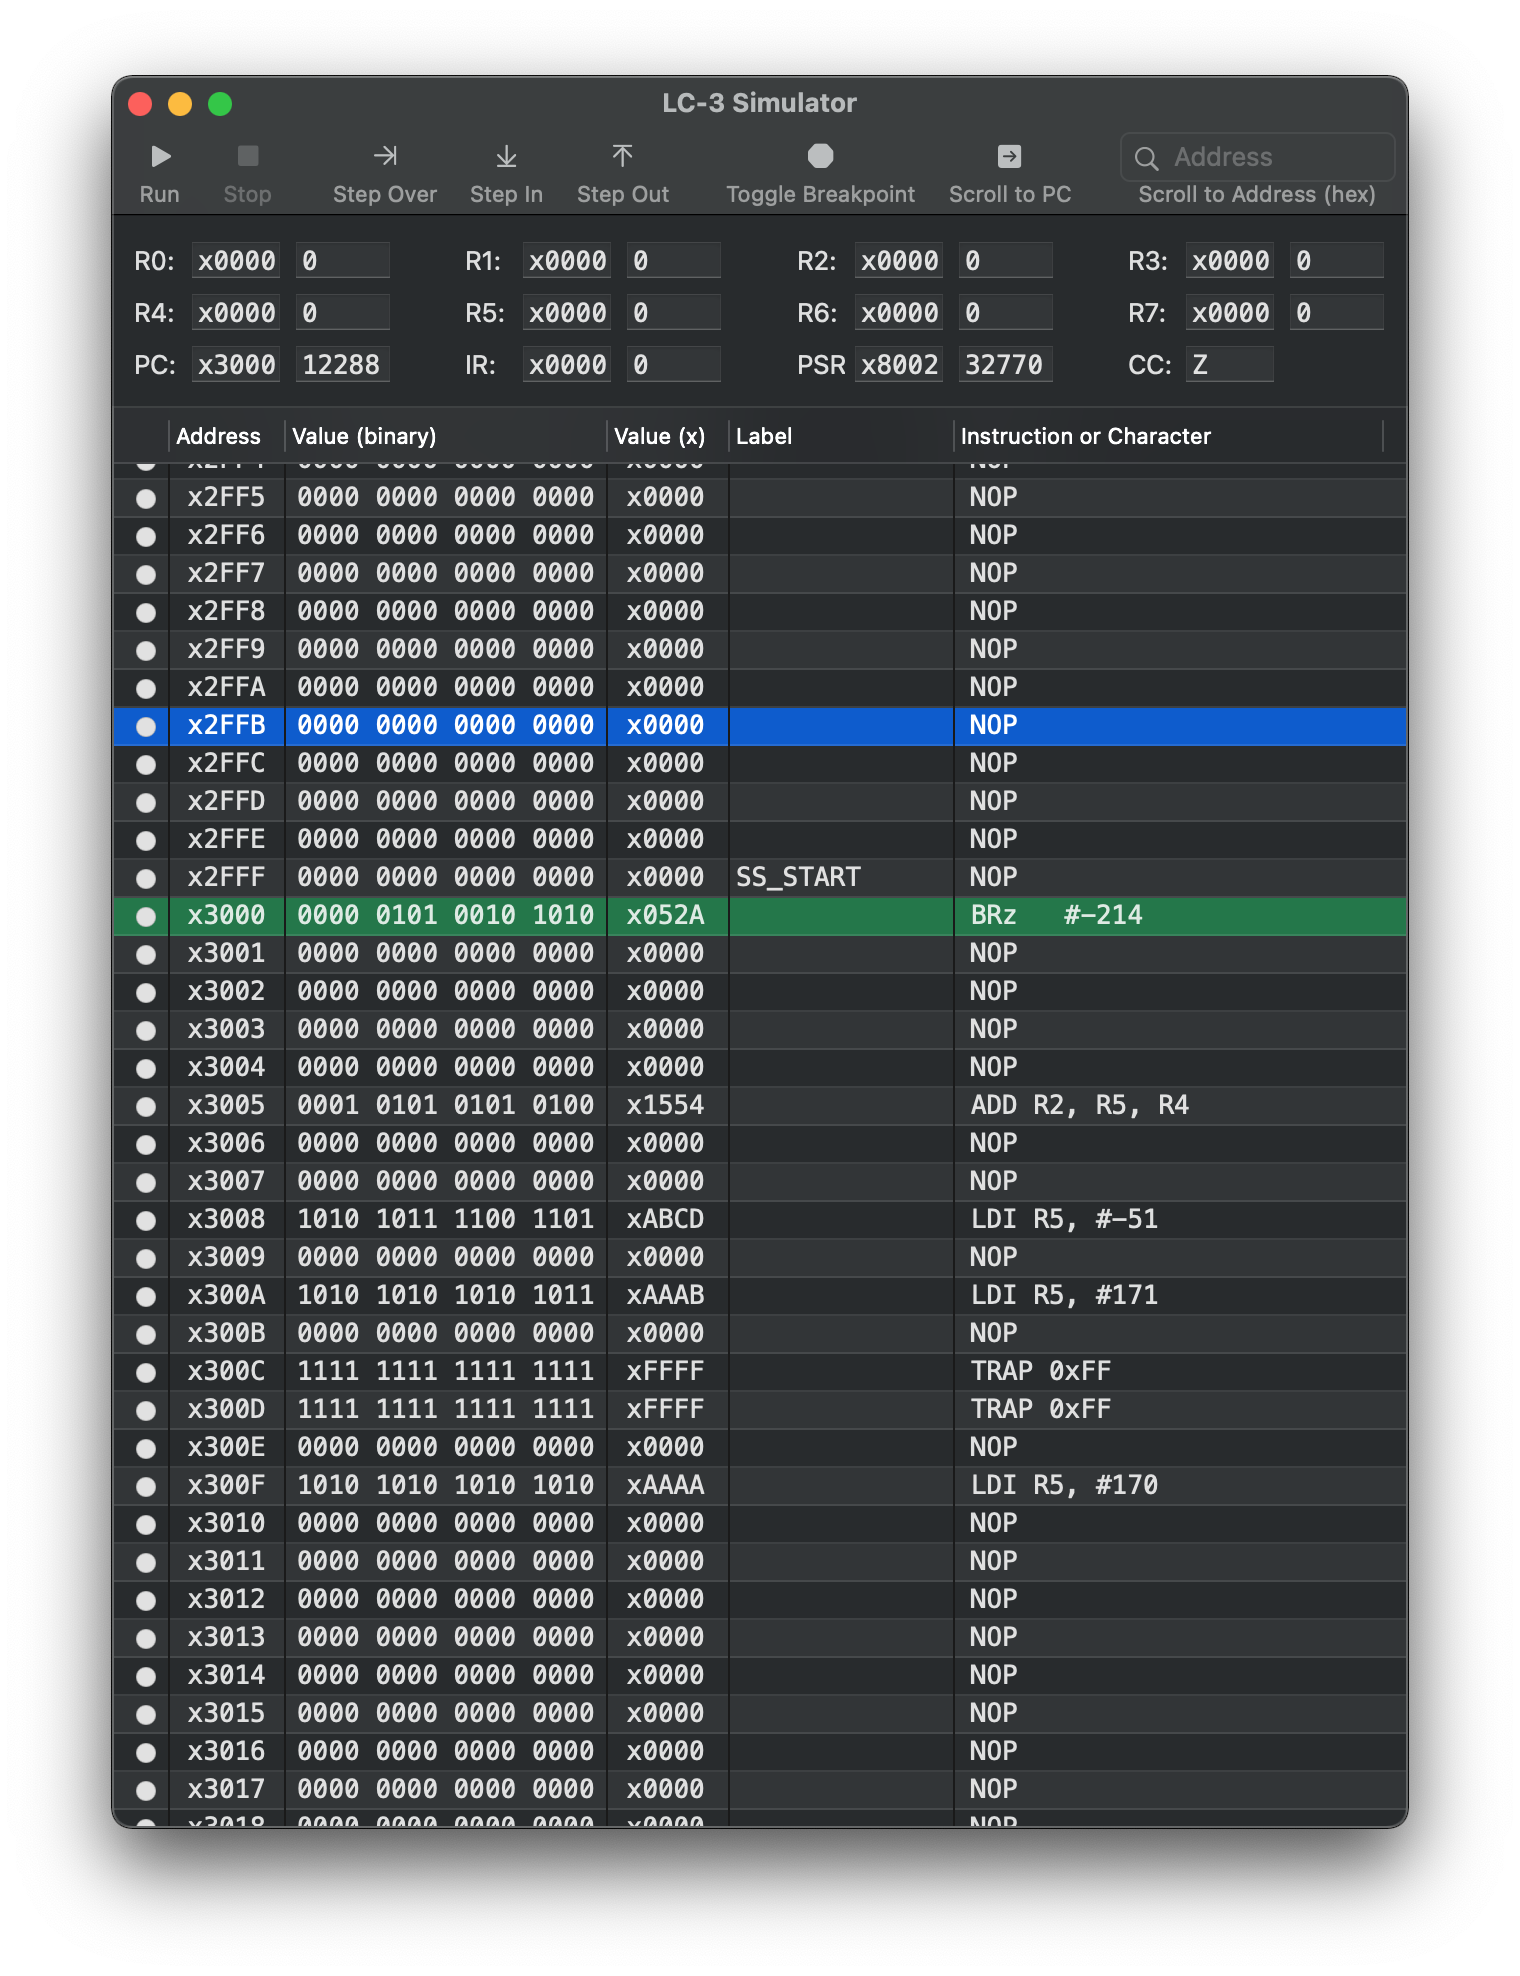 LC-3 Simulator
Address
Run Stop Step Over Step In Step Out Toggle Breakpoint Scroll to PC Scroll to Address (hex)
R0: x0000 0 R1: x0000 0 R2: x0000 0 R3: x0000 0
R4: x0000 0 R5: x0000 0 R6: x0000 0 R7: x0000 0
PC: x3000 12288 IR: x0000 0 PSR x8002 32770 CC: Z
Address Value (binary) Value (x) Label Instruction or Character
x2FF5 0000 0000 0000 0000 x0000 NOP
x2FF6 0000 0000 0000 0000 x0000 NOP
x2FF7 0000 0000 0000 0000 x0000 NOP
x2FF8 0000 0000 0000 0000 x0000 NOP
x2FF9 0000 0000 0000 0000 x0000 NOP
x2FFA 0000 0000 0000 0000 x0000 NOP
x2FFB 0000 0000 0000 0000 x0000 NOP
x2FFC 0000 0000 0000 0000 x0000 NOP
x2FFD 0000 0000 0000 0000 x0000 NOP
x2FFE 0000 0000 0000 0000 x0000 NOP
x2FFF 0000 0000 0000 0000 x0000 SS_START NOP
x3000 0000 0101 0010 1010 x052A BRz #-214
x3001 0000 0000 0000 0000 x0000 NOP
x3002 0000 0000 0000 0000 x0000 NOP
x3003 0000 0000 0000 0000 x0000 NOP
x3004 0000 0000 0000 0000 x0000 NOP
x3005 0001 0101 0101 0100 x1554 ADD R2, R5, R4
x3006 0000 0000 0000 0000 x0000 NOP
x3007 0000 0000 0000 0000 x0000 NOP
x3008 1010 1011 1100 1101 xABCD LDI R5, #-51
x3009 0000 0000 0000 0000 x0000 NOP
x300A 1010 1010 1010 1011 xAAAB LDI R5, #171
x300B 0000 0000 0000 0000 x0000 NOP
x300C 1111 1111 1111 1111 xFFFF TRAP 0xFF
x300D 1111 1111 1111 1111 xFFFF TRAP 0xFF
x300E 0000 0000 0000 0000 x0000 NOP
x300F 1010 1010 1010 1010 xAAAA LDI R5, #170
x3010 0000 0000 0000 0000 x0000 NOP
x3011 0000 0000 0000 0000 x0000 NOP
x3012 0000 0000 0000 0000 x0000 NOP
x3013 0000 0000 0000 0000 x0000 NOP
x3014 0000 0000 0000 0000 x0000 NOP
x3015 0000 0000 0000 0000 x0000 NOP
x3016 0000 0000 0000 0000 x0000 NOP
x3017 0000 0000 0000 0000 x0000 NOP
x3018 0000 0000 0000 0000 x0000 NOP